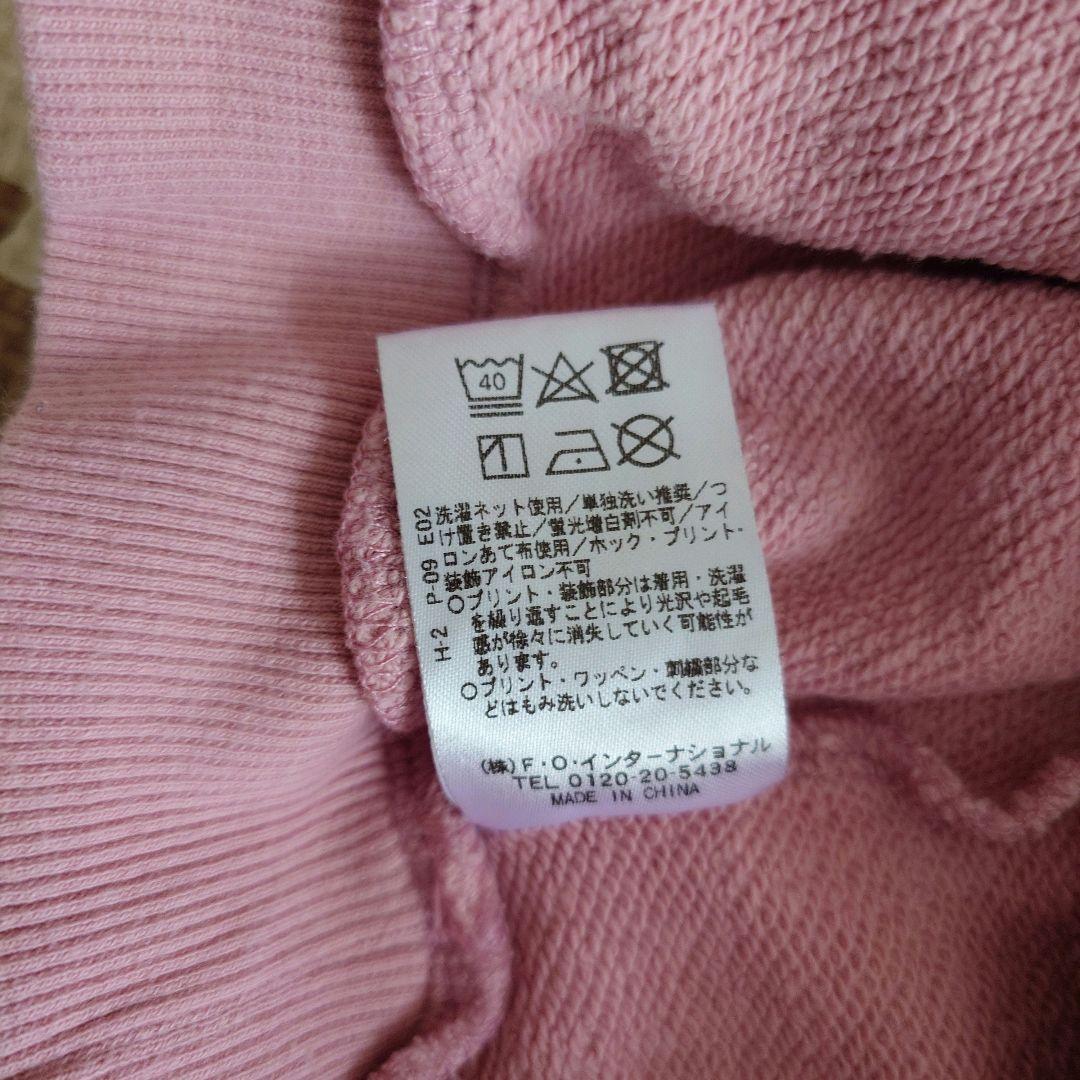 40
洗濯ネット使用/単独洗い推奨/つ
け置き禁止/蛍光増白剤不可/アイ
ロンあて布使用/ホック・プリント・
装飾アイロン不可
○プリント・装飾部分は着用・洗濯
を繰り返すことにより光沢や起毛
感が徐々に消失していく可能性が
あります。
○プリント・ワッペン・刺繍部分な
どはもみ洗いしないでください。
H-2 P-09 E02
(株)F・O・インターナショナル
TEL 0120-20-5438
MADE IN CHINA